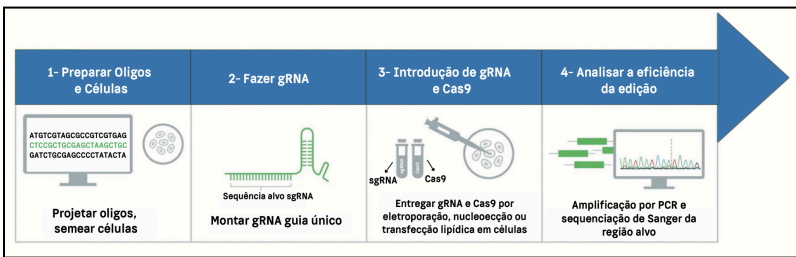 1- Preparar Oligos
e Células
2- Fazer gRNA
3- Introdução de gRNA
e Cas9
4- Analisar a eficiência
da edição
ATGTCGTAGCGCCGTCGTGAG
CTCCGCTGCGAGCTAAGCTGC
GATCTGCGAGCCCCTATACTA
Projetar oligos,
semear células
Sequência alvo sgRNA
Montar gRNA guia único
sgRNA
Cas9
Entregar gRNA e Cas9 por
eletroporação, nucleoecção ou
transfecção lipídica em células
Amplificação por PCR e
sequenciação de Sanger da
região alvo